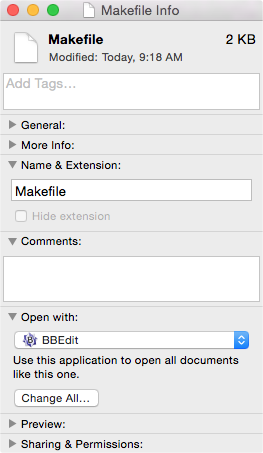 Makefile Info
Makefile 2 KB
Modified: Today, 9:18 AM
Add Tags...
General:
More Info:
Name & Extension:
Makefile
Hide extension
Comments:
Open with:
BBEdit
Use this application to open all documents
like this one.
Change All...
Preview:
Sharing & Permissions: